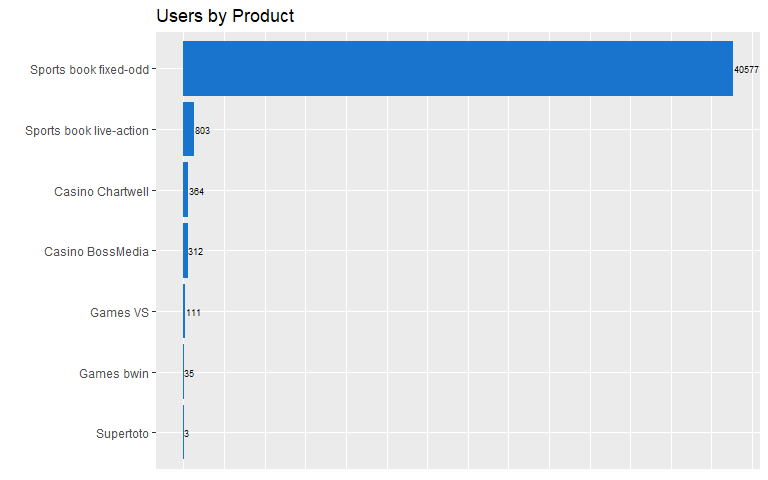 Users by Product
Sports book fixed-odd 40577
Sports book live-action 803
Casino Chartwell 364
Casino BossMedia 312
Games VS 111
Games bwin 35
Supertoto 3